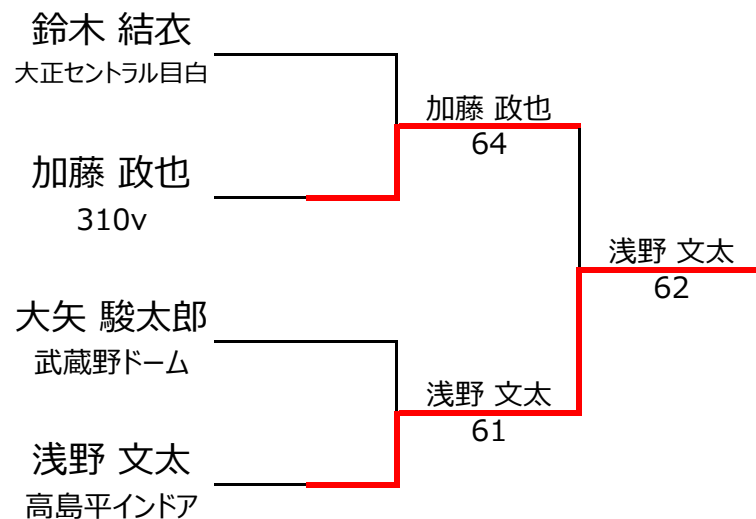 鈴木 結衣
大正セントラル目白
加藤 政也
310v
大矢 駿太郎
武蔵野ドーム
浅野 文太
高島平インドア
加藤 政也
64
浅野 文太
61
浅野 文太
62